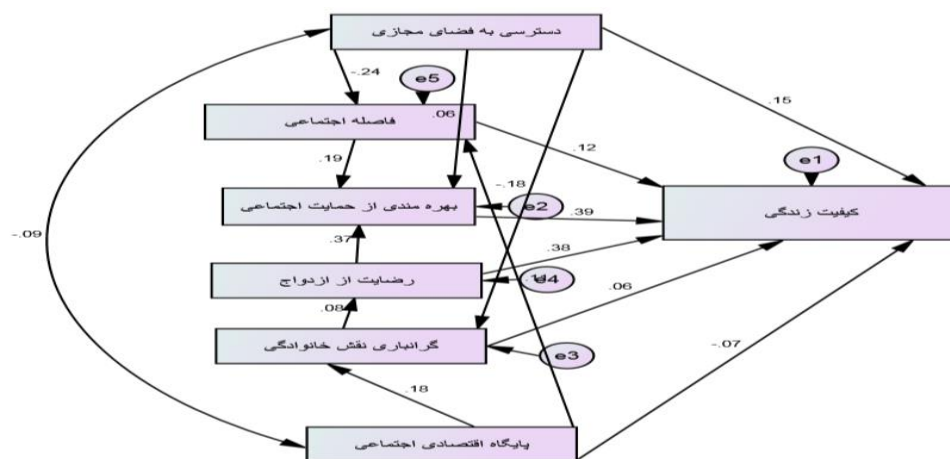 دسترسی به فضای مجازی
-.24
e5
.06
.15
فاصله اجتماعی
.19
.12
e1
-.18
بهره مندی از حمایت اجتماعی
e2
.39
کیفیت زندگی
-.09
.37
.38
رضایت از ازدواج
e4
.06
.08
گرانباری نقش خانوادگی
e3
-.07
.18
پایگاه اقتصادی اجتماعی